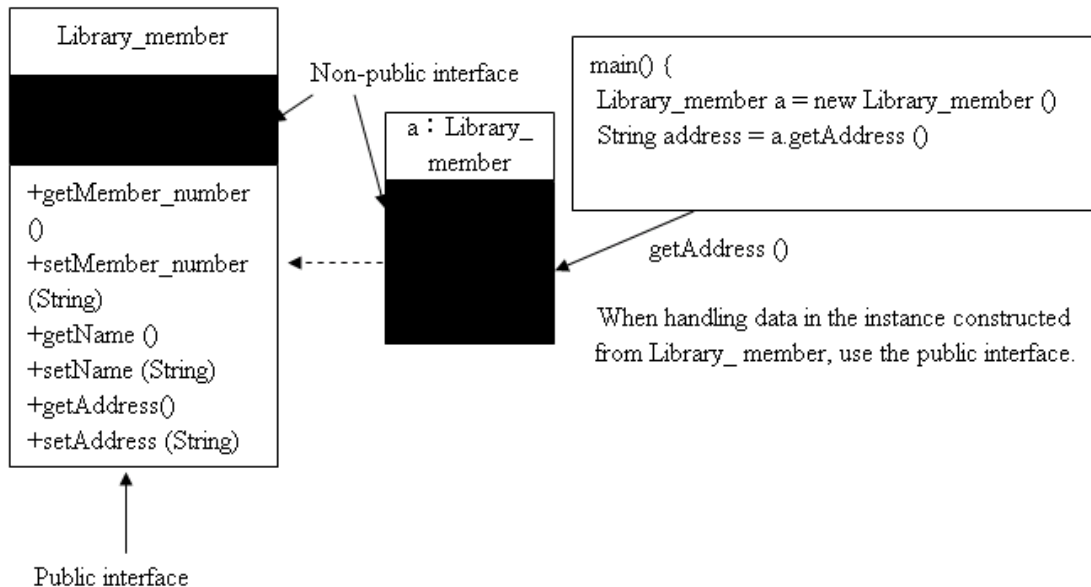 Library_member
Non-public interface
a : Library_
member
main() {
Library_member a = new Library_member ()
String address = a.getAddress ()
+getMember_number
()
+setMember_number
(String)
+getName ()
+setName (String)
+getAddress()
+setAddress (String)
getAddress ()
When handling data in the instance constructed
from Library_ member, use the public interface.
Public interface